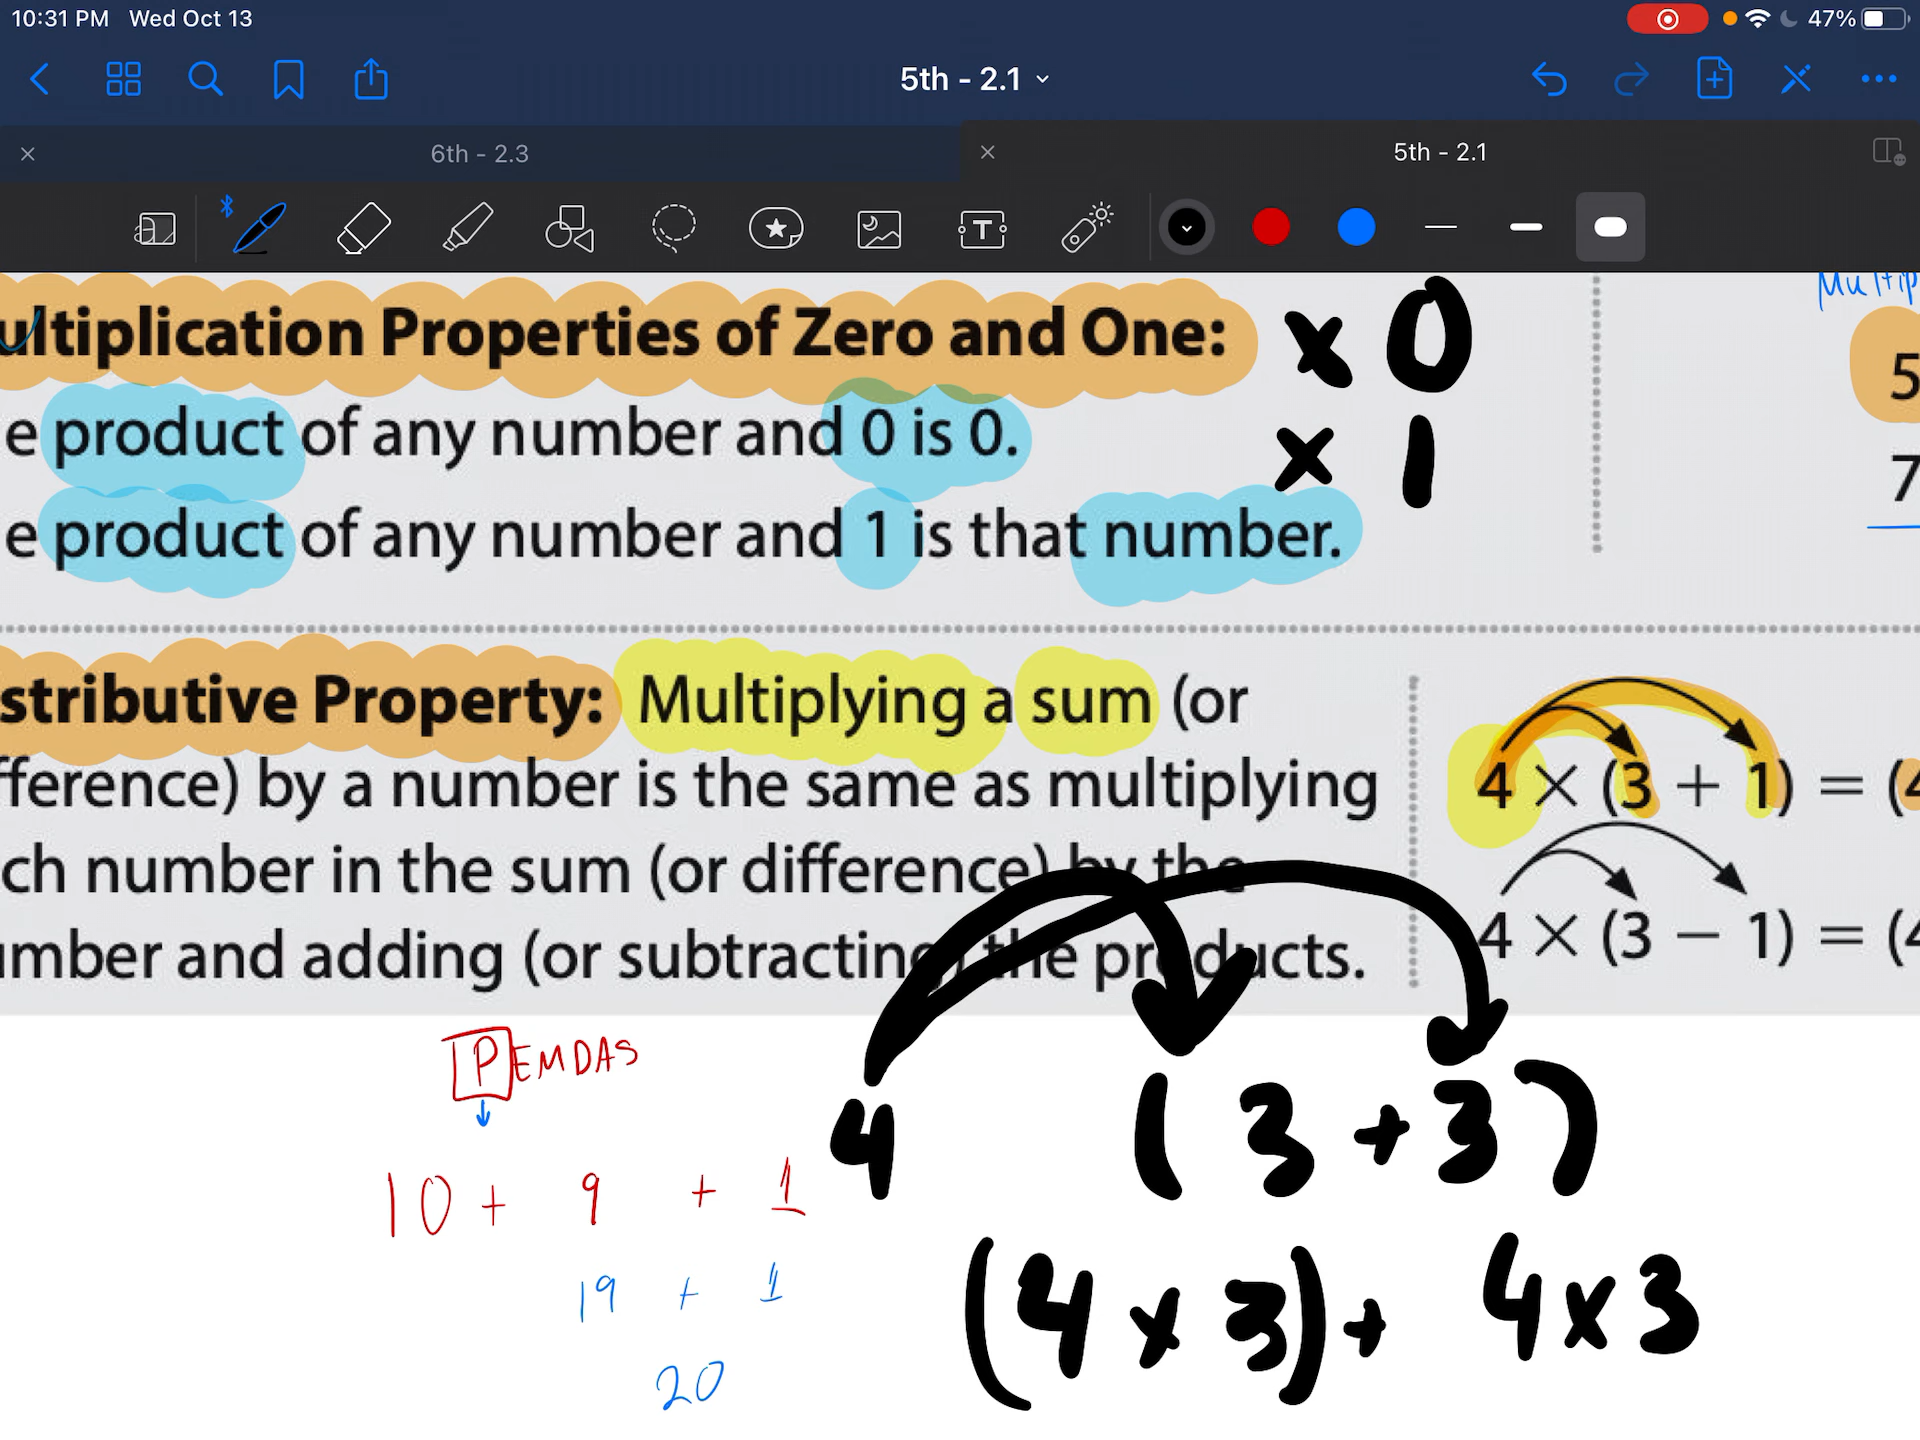 10:31 PM Wed Oct 13
47%
5th - 2.1
6th - 2.3
5th - 2.1
ultiplication Properties of Zero and One: × 0
e product of any number and 0 is 0.
× 1
e product of any number and 1 is that number.
Multip
5
7
stributive Property: Multiplying a sum (or
fference) by a number is the same as multiplying
ch number in the sum (or difference) by the
umber and adding (or subtracting) the products.
4 × (3 + 1) = (4
4 × (3 − 1) = (4
PEMDAS
10 + 9 + 1
19 + 1
20
4 (3 + 3)
(4 x 3) + 4 x 3